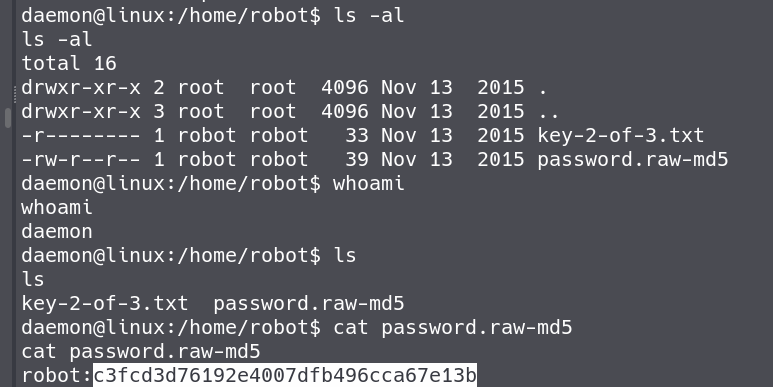 daemon@linux:/home/robot$ ls -al
ls -al
total 16
drwxr-xr-x 2 root  root  4096 Nov 13  2015 .
drwxr-xr-x 3 root  root  4096 Nov 13  2015 ..
-r-------- 1 robot robot   33 Nov 13  2015 key-2-of-3.txt
-rw-r--r-- 1 robot robot   39 Nov 13  2015 password.raw-md5
daemon@linux:/home/robot$ whoami
whoami
daemon
daemon@linux:/home/robot$ ls
ls
key-2-of-3.txt  password.raw-md5
daemon@linux:/home/robot$ cat password.raw-md5
cat password.raw-md5
robot:c3fcd3d76192e4007dfb496cca67e13b